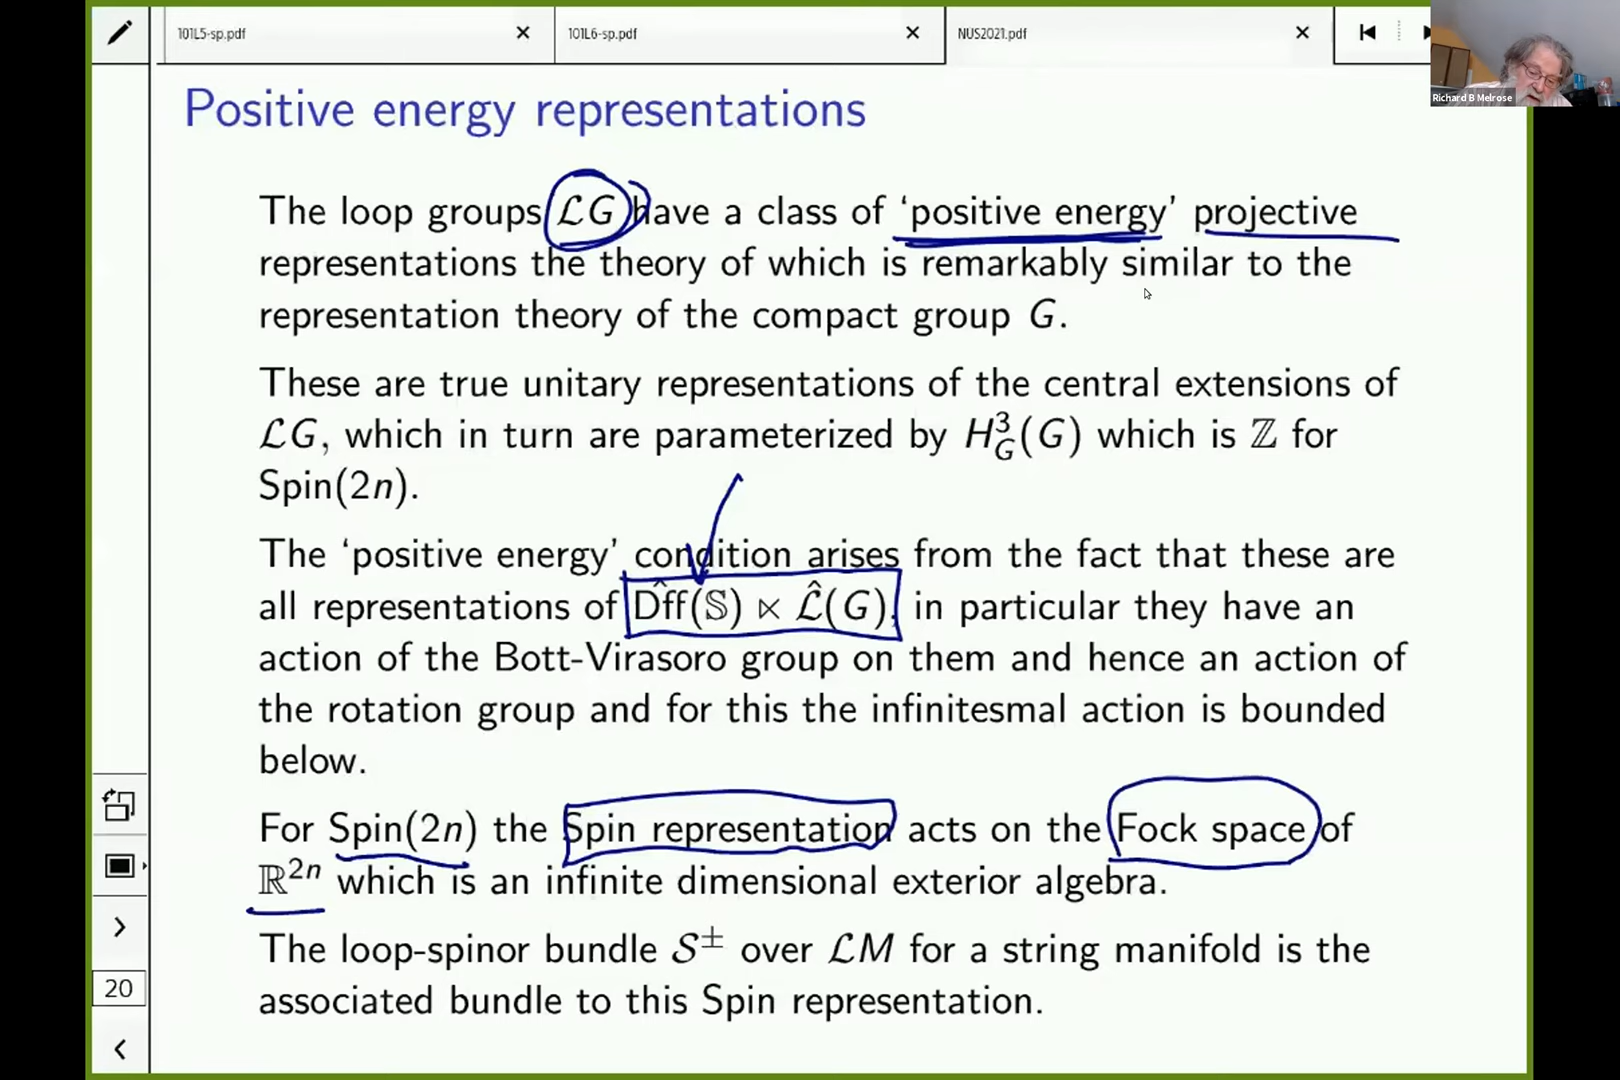 101L5-sp.pdf
101L6-sp.pdf
NUS2021.pdf
Richard B Melrose
Positive energy representations
The loop groups ℒG have a class of ‘positive energy’ projective
representations the theory of which is remarkably similar to the
representation theory of the compact group G.
These are true unitary representations of the central extensions of
ℒG, which in turn are parameterized by H³_G(G) which is ℤ for
Spin(2n).
The ‘positive energy’ condition arises from the fact that these are
all representations of D̂ff(𝕊) ⋉ ℒ̂(G), in particular they have an
action of the Bott-Virasoro group on them and hence an action of
the rotation group and for this the infinitesmal action is bounded
below.
For Spin(2n) the Spin representation acts on the Fock space of
ℝ²ⁿ which is an infinite dimensional exterior algebra.
The loop-spinor bundle 𝒮± over ℒM for a string manifold is the
associated bundle to this Spin representation.
20